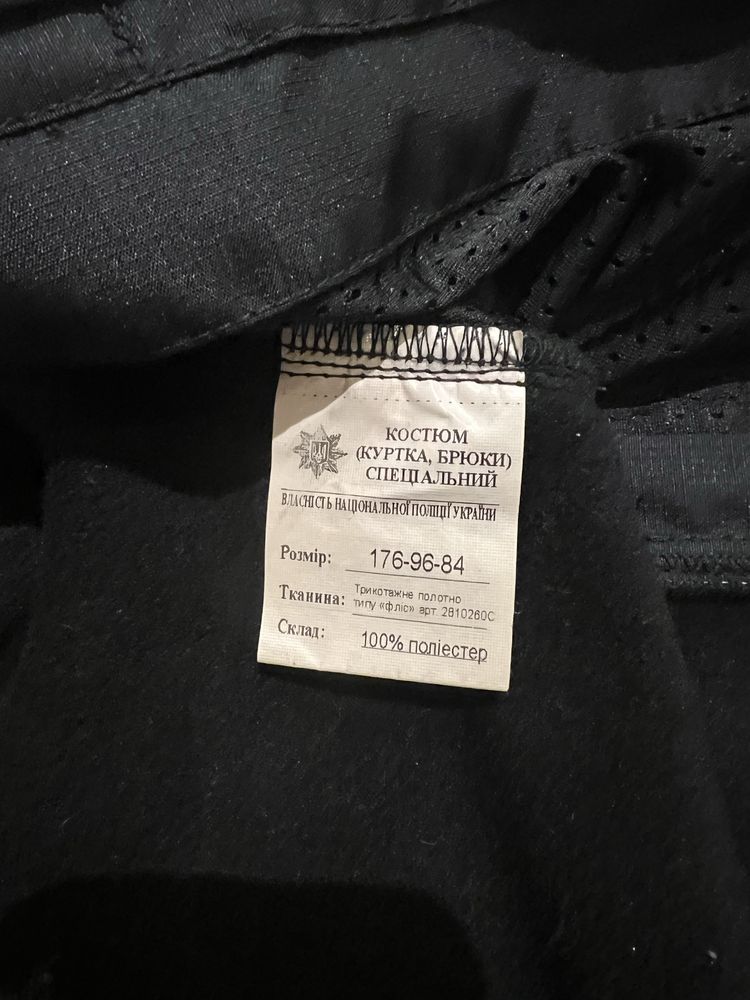 КОСТЮМ
(КУРТКА, БРЮКИ)
СПЕЦІАЛЬНИЙ
ВЛАСНІСТЬ НАЦІОНАЛЬНОЇ ПОЛІЦІЇ УКРАЇНИ
Розмір: 176-96-84
Тканина: Трикотажне полотно
типу «фліс» арт. 2810260С
Склад: 100% поліестер